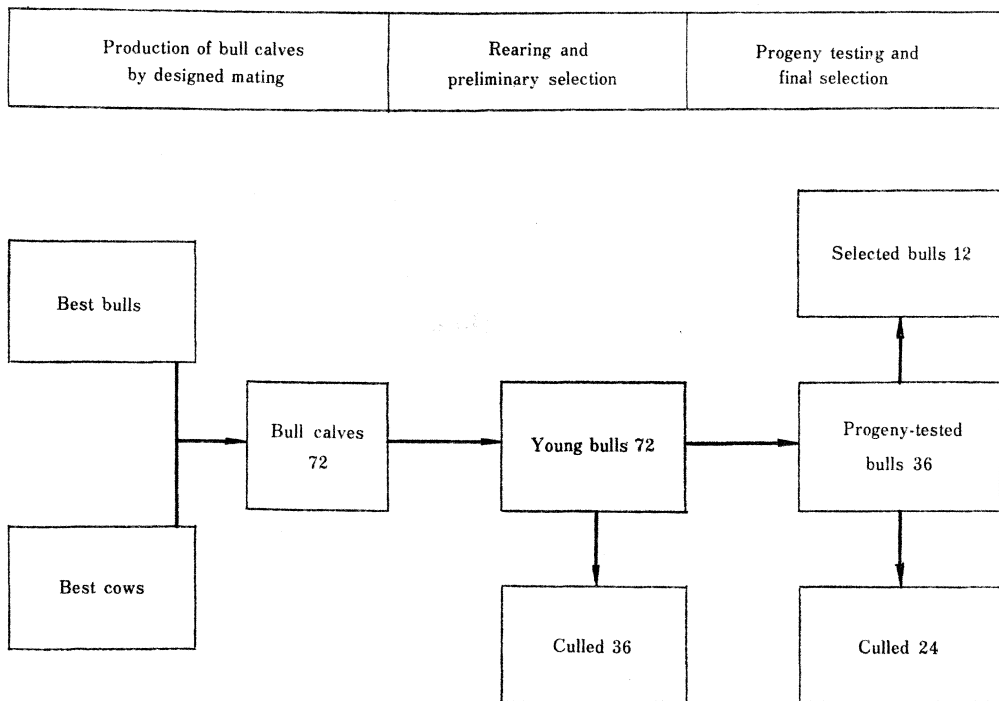 Production of bull calves
by designed mating
Rearing and
preliminary selection
Progeny testing and
final selection
Selected bulls 12
Best bulls
Bull calves
72
Young bulls 72
Progeny-tested
bulls 36
Best cows
Culled 36
Culled 24